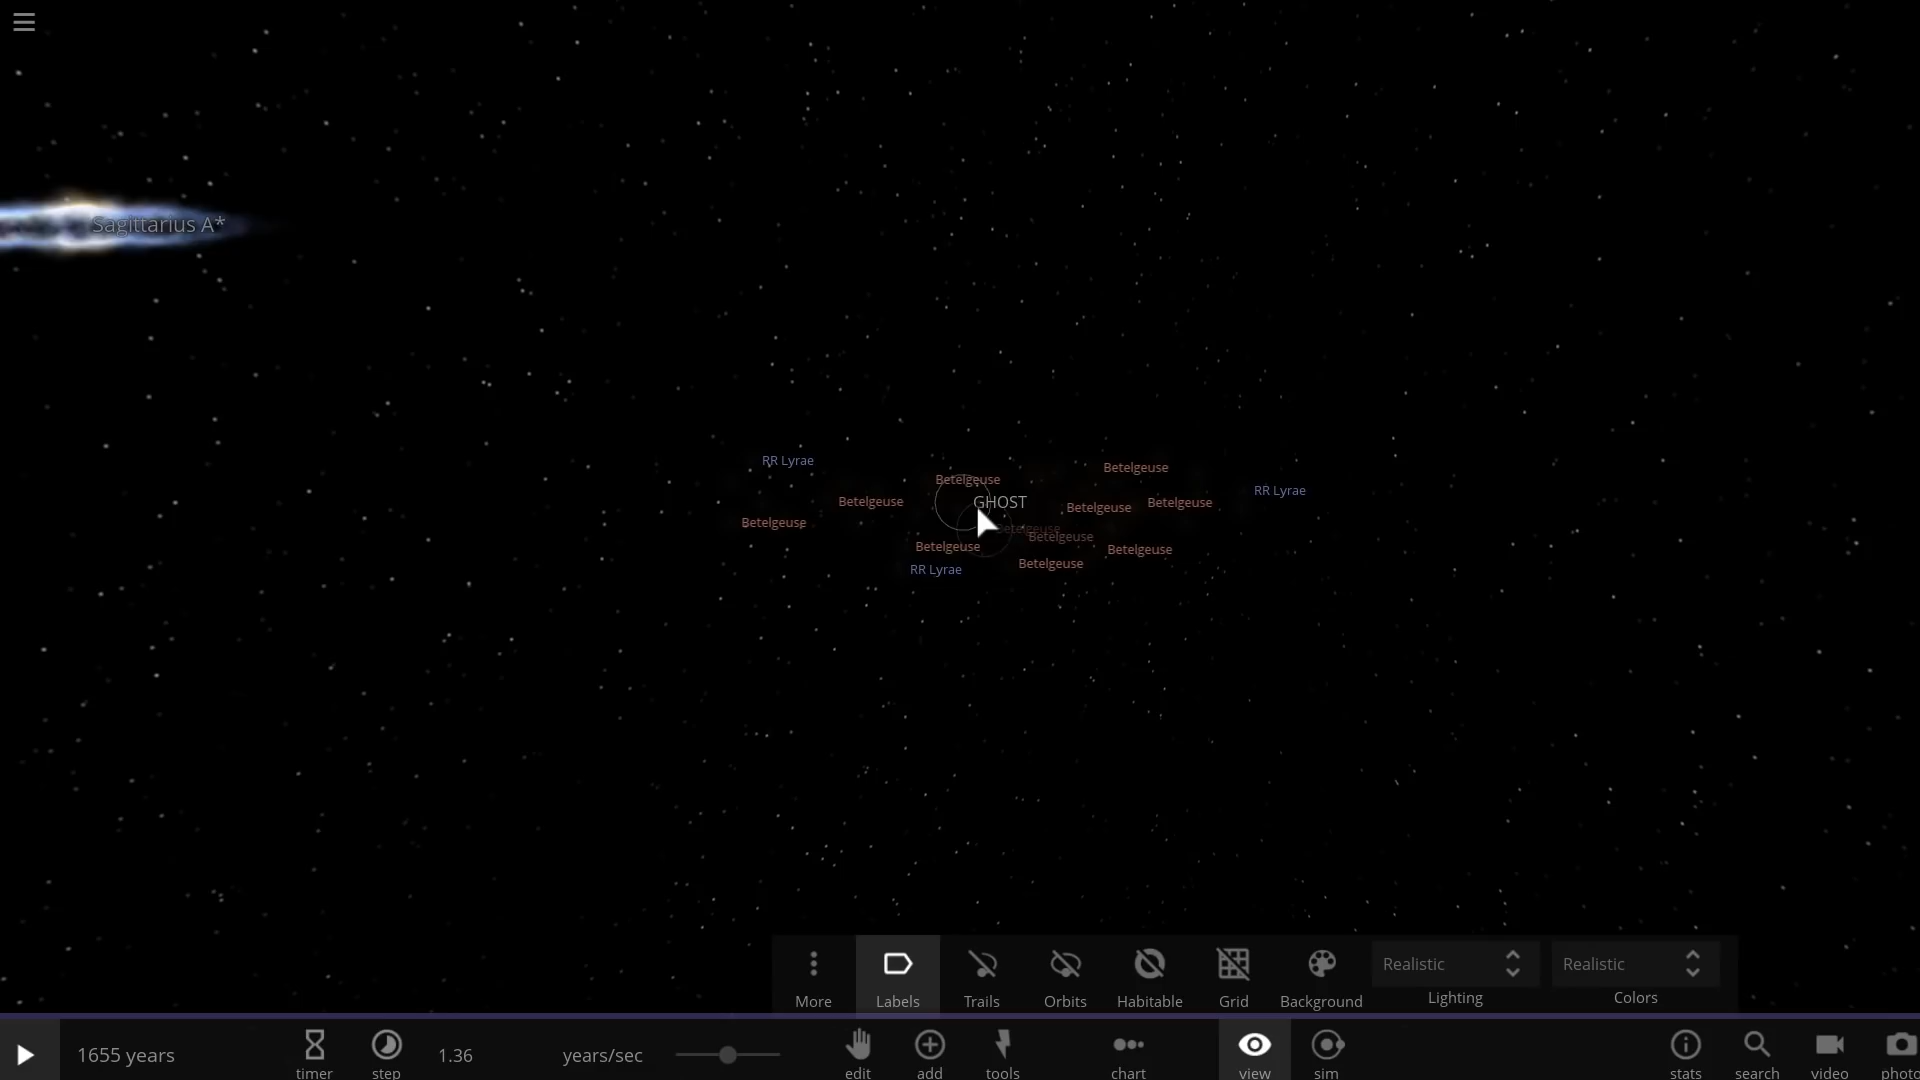 Sagittarius A*
RR Lyrae
Betelgeuse
Betelgeuse
RR Lyrae
Betelgeuse
GHOST
Betelgeuse
Betelgeuse
Betelgeuse
Betelgeuse
Betelgeuse
Betelgeuse
Betelgeuse
Betelgeuse
RR Lyrae
More
Labels
Trails
Orbits
Habitable
Grid
Background
Realistic
Lighting
Realistic
Colors
1655 years
timer
step
1.36
years/sec
edit
add
tools
chart
view
sim
stats
search
video
photo